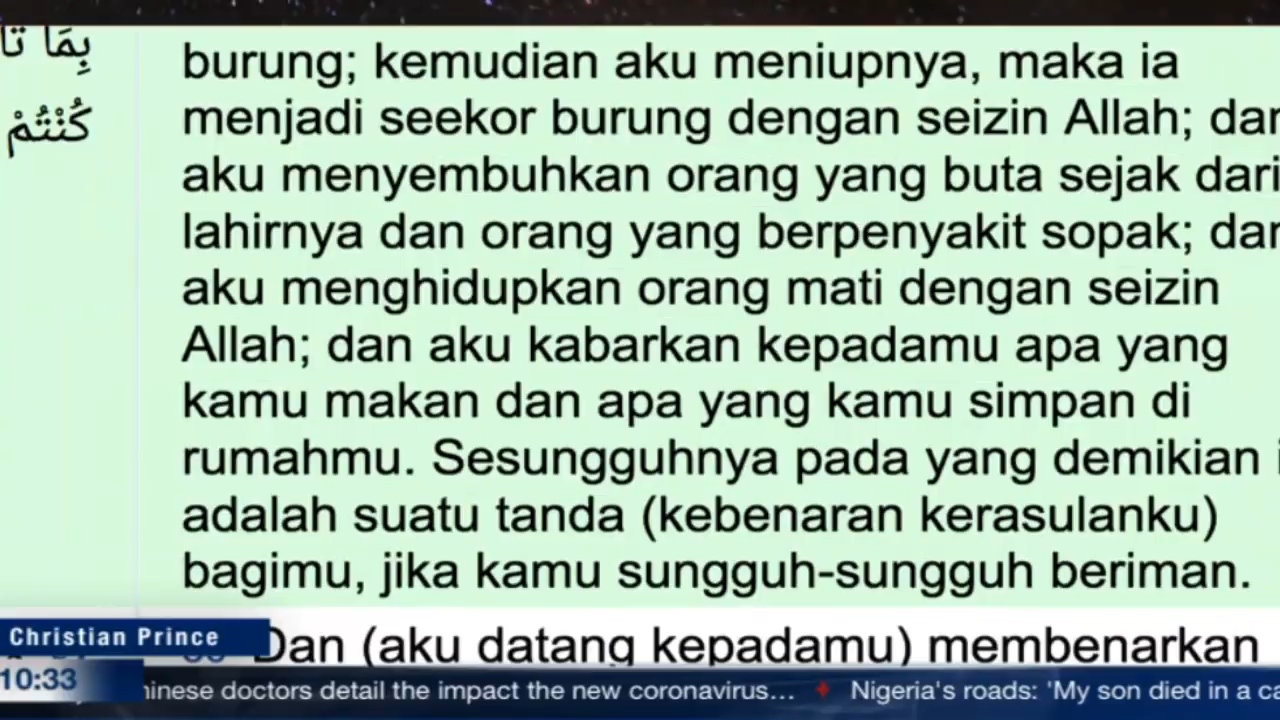 بِمَا تَأ
كُنْتُمْ
burung; kemudian aku meniupnya, maka ia
menjadi seekor burung dengan seizin Allah; dan
aku menyembuhkan orang yang buta sejak dari
lahirnya dan orang yang berpenyakit sopak; dan
aku menghidupkan orang mati dengan seizin
Allah; dan aku kabarkan kepadamu apa yang
kamu makan dan apa yang kamu simpan di
rumahmu. Sesungguhnya pada yang demikian i
adalah suatu tanda (kebenaran kerasulanku)
bagimu, jika kamu sungguh-sungguh beriman.
Dan (aku datang kepadamu) membenarkan
Christian Prince
10:33
hinese doctors detail the impact the new coronavirus... ♦ Nigeria's roads: 'My son died in a ca